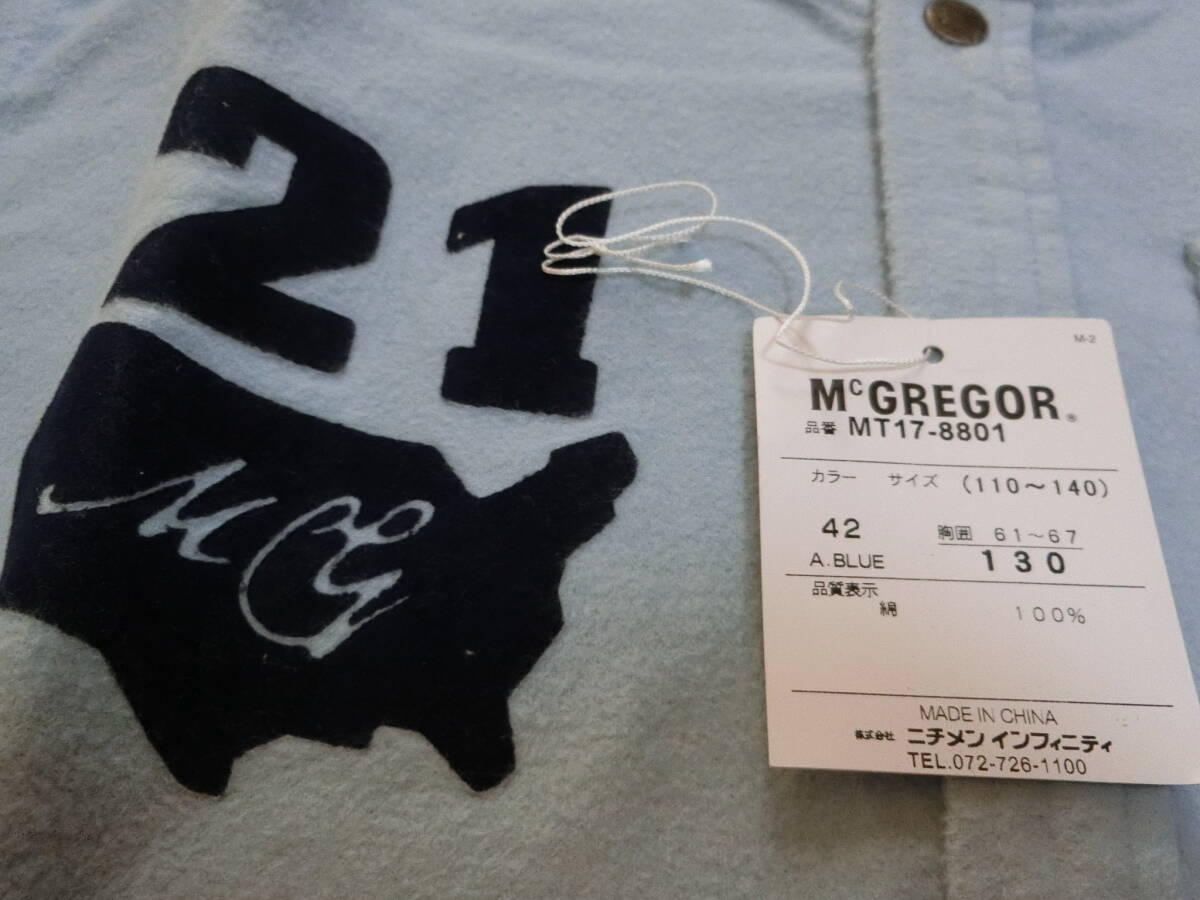 21
McG
M-2
McGREGOR®
品番 MT17-8801
カラー サイズ (110～140)
42 胸囲 61～67
A.BLUE 130
品質表示
綿 100%
MADE IN CHINA
株式会社 ニチメン インフィニティ
TEL.072-726-1100